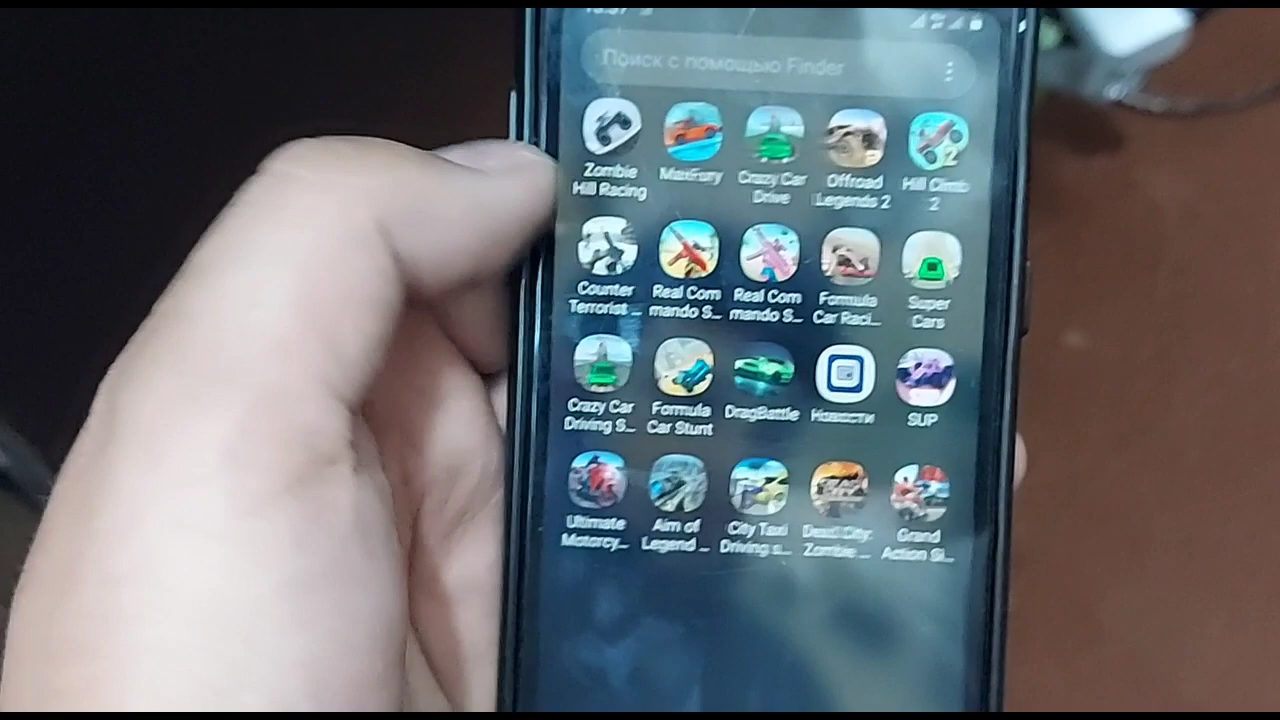 Поиск с помощью Finder
Zombie
Hill Racing
MaxFury
Crazy Car
Drive
Offroad
Legends 2
Hill Climb
2
Counter
Terrorist ...
Real Com
mando S...
Real Com
mando S...
Formula
Car Raci...
Super
Cars
Crazy Car
Driving S...
Formula
Car Stunt
DragBattle
Новости
SUP
Ultimate
Motorcy...
Aim of
Legend ...
City Taxi
Driving s...
Dead City:
Zombie ...
Grand
Action Si...